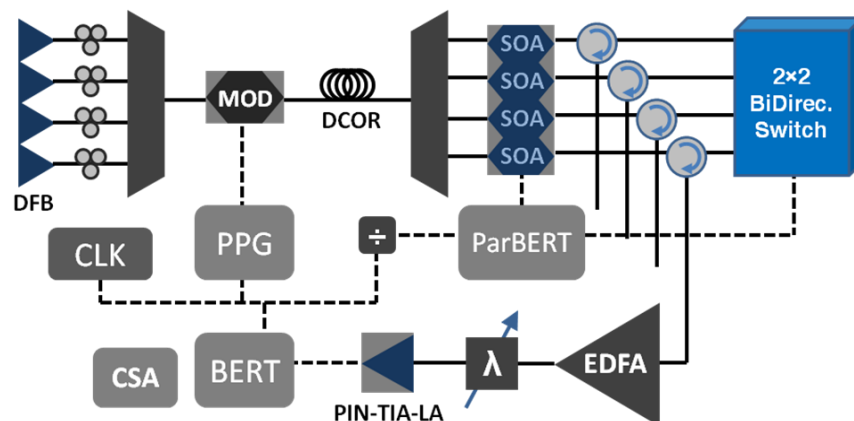 SOA
SOA
SOA
SOA
2×2
BiDirec.
Switch
MOD
DCOR
DFB
CLK
PPG
÷
ParBERT
CSA
BERT
PIN-TIA-LA
λ
EDFA